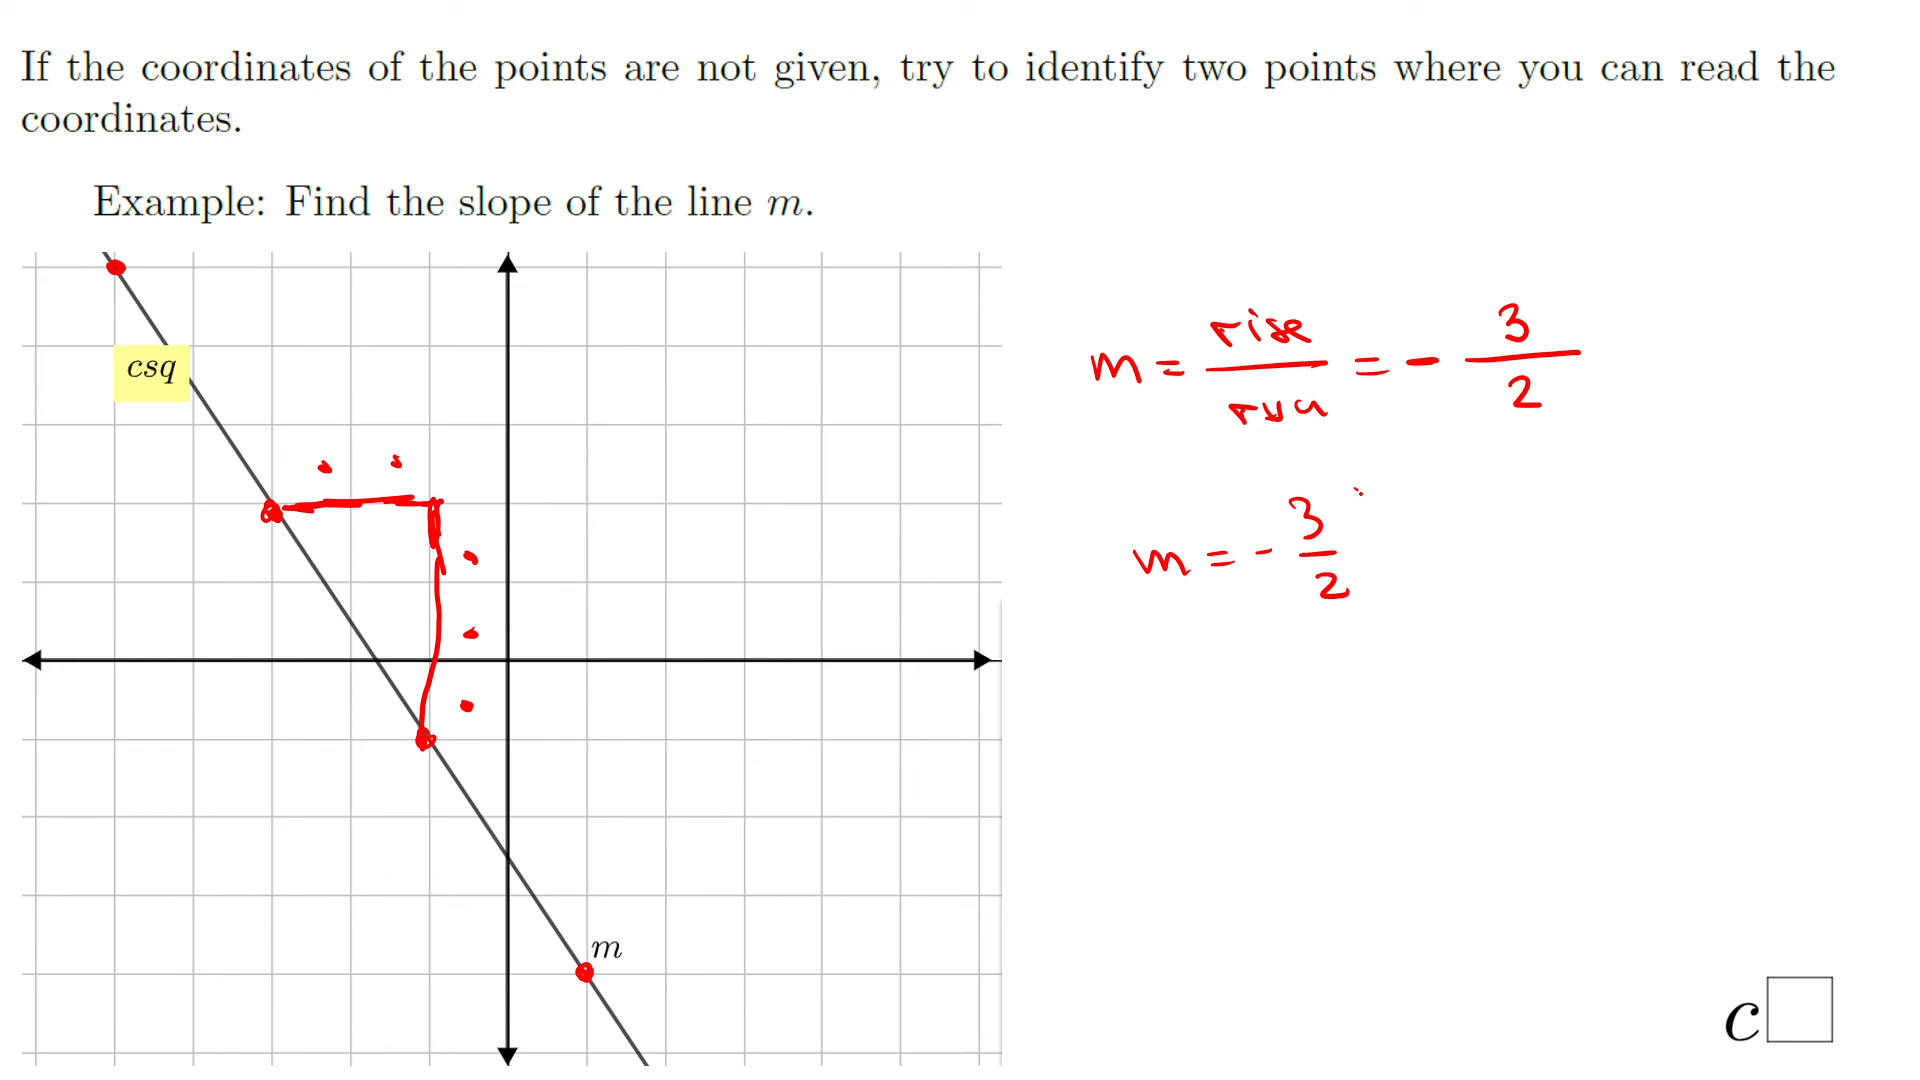 If the coordinates of the points are not given, try to identify two points where you can read the
coordinates.
Example: Find the slope of the line m.
csq
m = rise/run = - 3/2
m = - 3/2
m
c